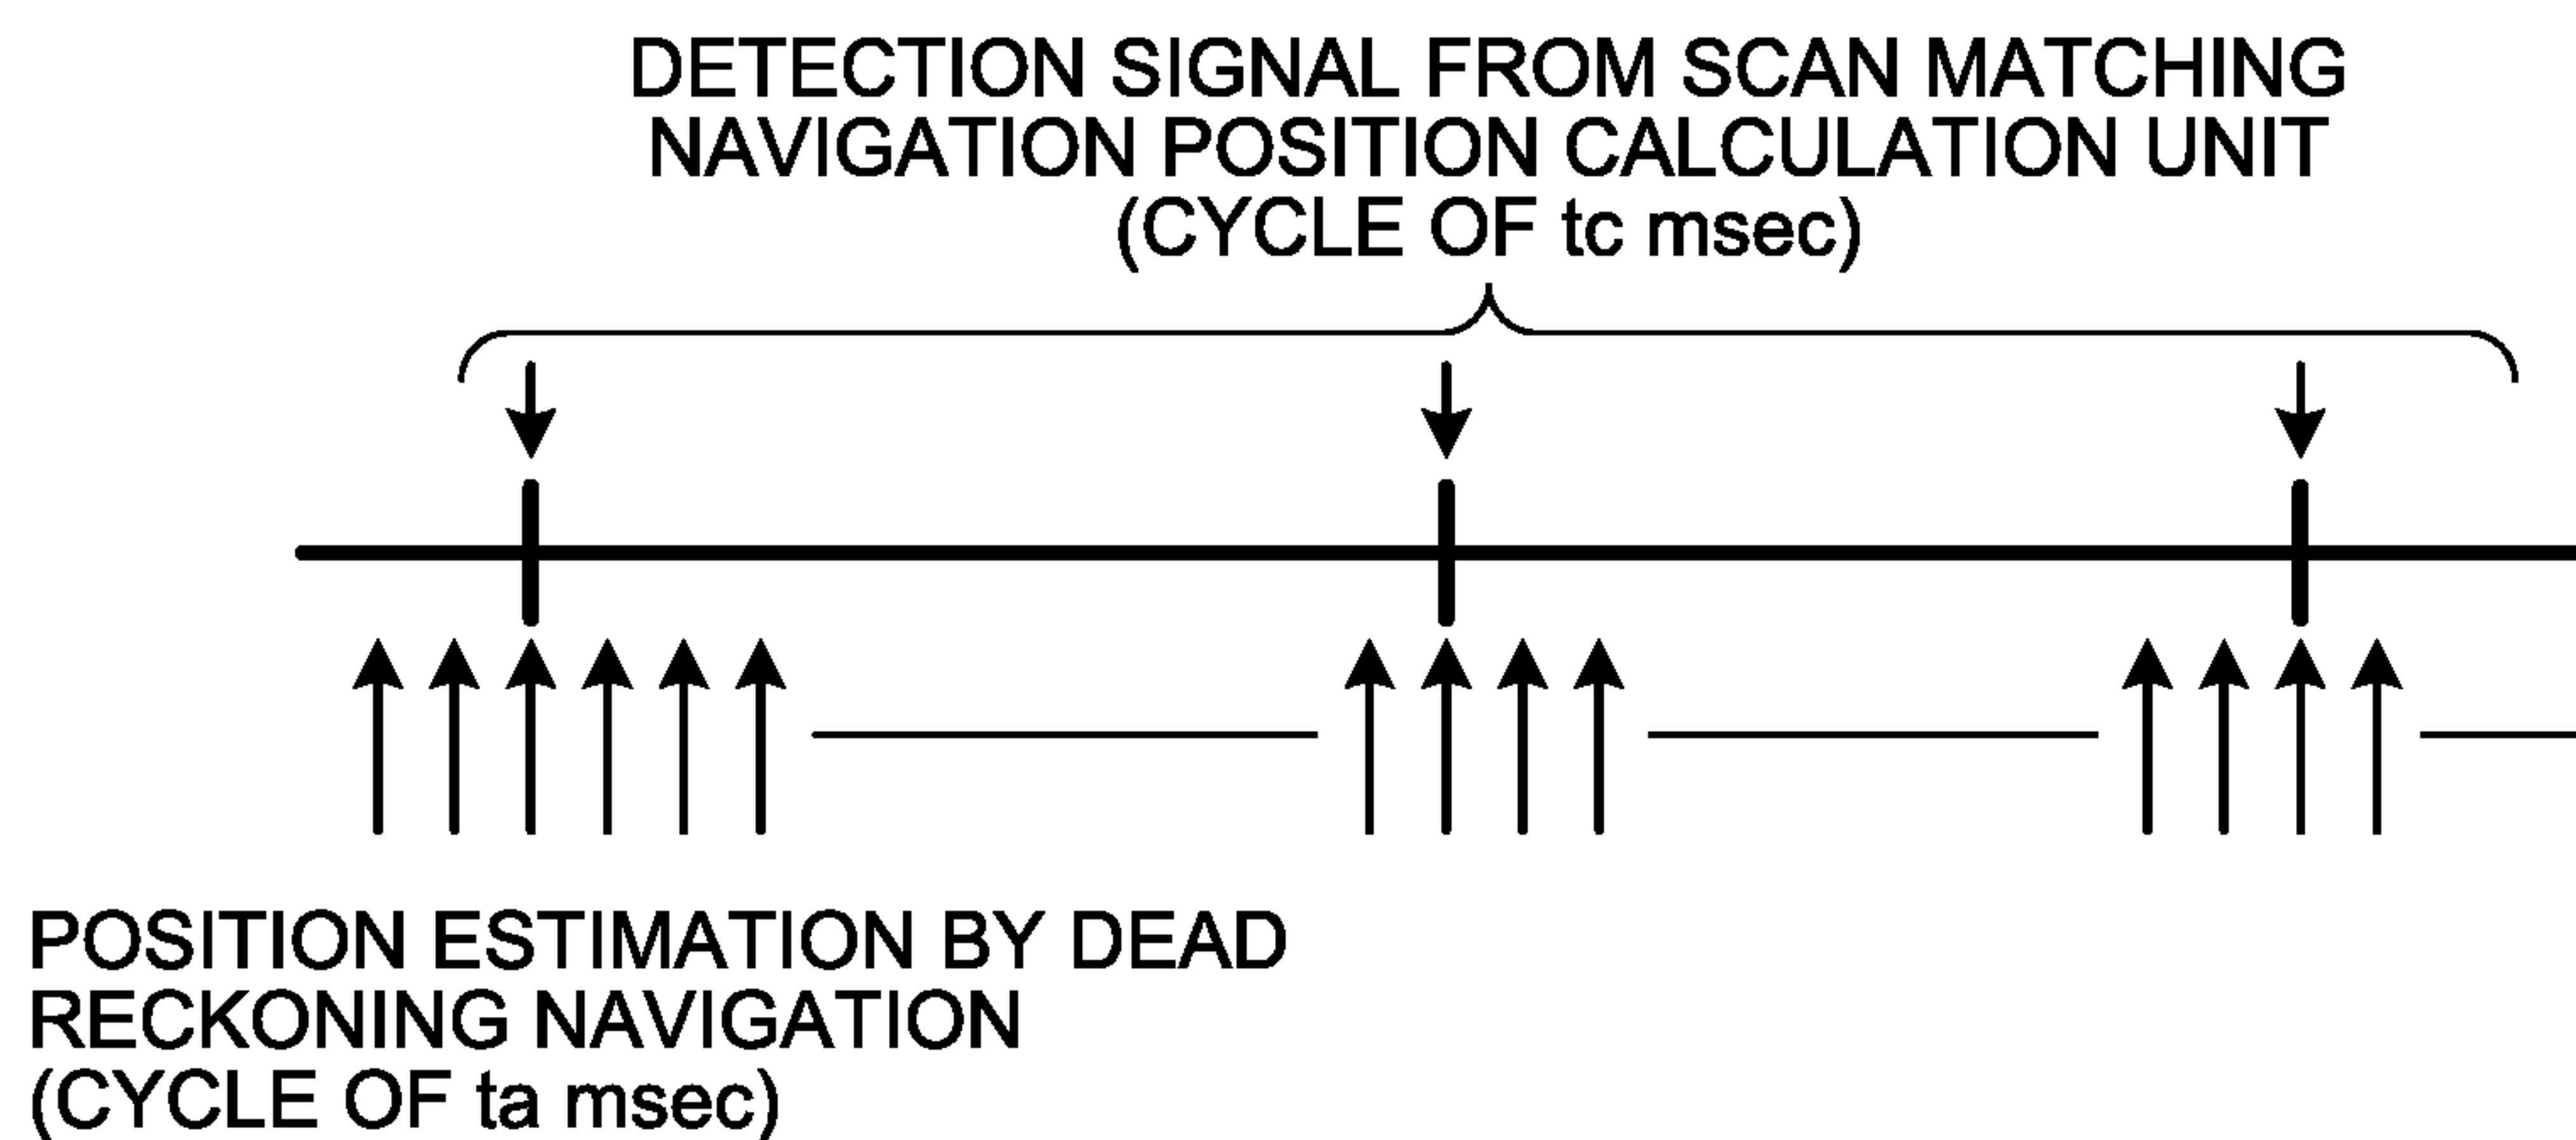 DETECTION SIGNAL FROM SCAN MATCHING
NAVIGATION POSITION CALCULATION UNIT
(CYCLE OF tc msec)
POSITION ESTIMATION BY DEAD
RECKONING NAVIGATION
(CYCLE OF ta msec)